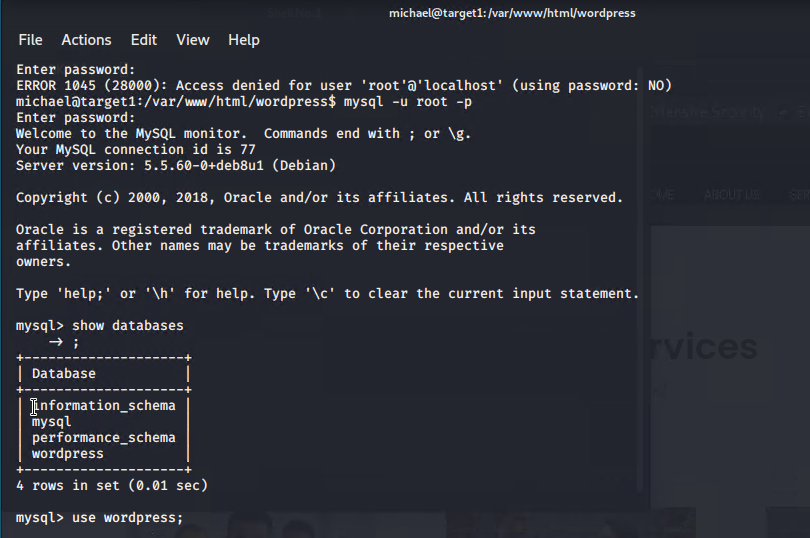 michael@target1:/var/www/html/wordpress
File Actions Edit View Help
Enter password:
ERROR 1045 (28000): Access denied for user 'root'@'localhost' (using password: NO)
michael@target1:/var/www/html/wordpress$ mysql -u root -p
Enter password:
Welcome to the MySQL monitor.  Commands end with ; or \g.
Your MySQL connection id is 77
Server version: 5.5.60-0+deb8u1 (Debian)
Copyright (c) 2000, 2018, Oracle and/or its affiliates. All rights reserved.
Oracle is a registered trademark of Oracle Corporation and/or its
affiliates. Other names may be trademarks of their respective
owners.
Type 'help;' or '\h' for help. Type '\c' to clear the current input statement.
mysql> show databases
    -> ;
+--------------------+
| Database           |
+--------------------+
| information_schema |
| mysql              |
| performance_schema |
| wordpress          |
+--------------------+
4 rows in set (0.01 sec)
mysql> use wordpress;
ABOUT US
rvices